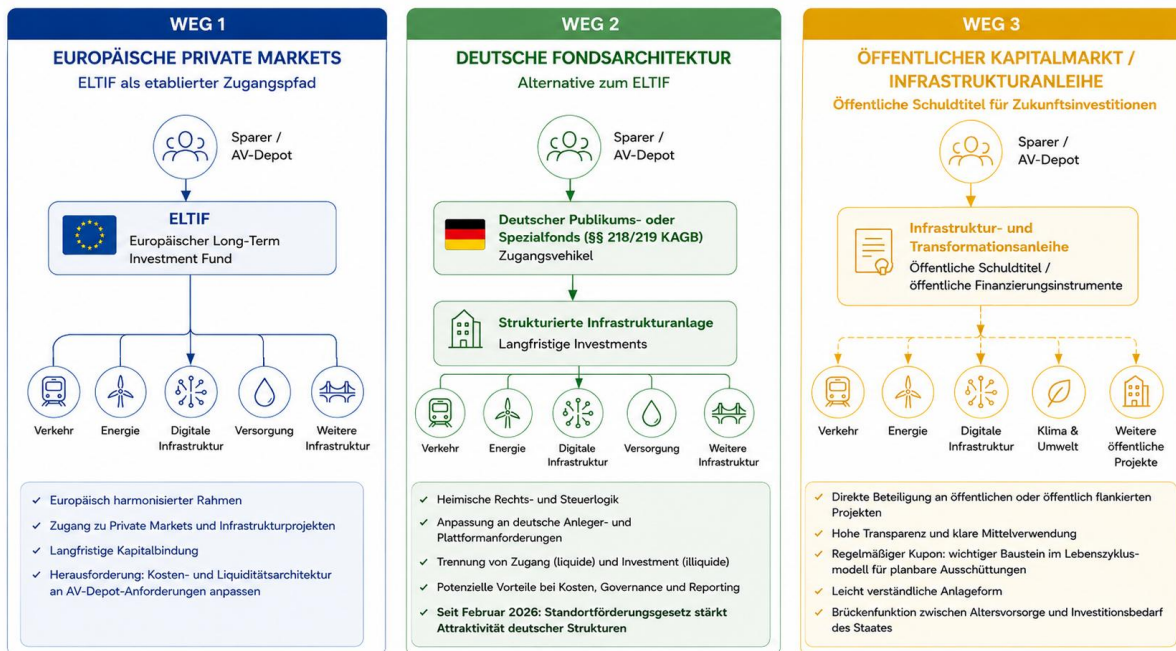 WEG 1
EUROPÄISCHE PRIVATE MARKETS
ELTIF als etablierter Zugangspfad
Sparer /
AV-Depot
ELTIF
Europäischer Long-Term
Investment Fund
Verkehr
Energie
Digitale
Infrastruktur
Versorgung
Weitere
Infrastruktur
✓ Europäisch harmonisierter Rahmen
✓ Zugang zu Private Markets und Infrastrukturprojekten
✓ Langfristige Kapitalbindung
✓ Herausforderung: Kosten- und Liquiditätsarchitektur
an AV-Depot-Anforderungen anpassen
WEG 2
DEUTSCHE FONDSARCHITEKTUR
Alternative zum ELTIF
Sparer /
AV-Depot
Deutscher Publikums- oder
Spezialfonds (§§ 218/219 KAGB)
Zugangsvehikel
Strukturierte Infrastrukturanlage
Langfristige Investments
Verkehr
Energie
Digitale
Infrastruktur
Versorgung
Weitere
Infrastruktur
✓ Heimische Rechts- und Steuerlogik
✓ Anpassung an deutsche Anleger- und
Plattformanforderungen
✓ Trennung von Zugang (liquide) und Investment (illiquide)
✓ Potenzielle Vorteile bei Kosten, Governance und Reporting
✓ Seit Februar 2026: Standortförderungsgesetz stärkt
Attraktivität deutscher Strukturen
WEG 3
ÖFFENTLICHER KAPITALMARKT /
INFRASTRUKTURANLEIHE
Öffentliche Schuldtitel für Zukunftsinvestitionen
Sparer /
AV-Depot
Infrastruktur- und
Transformationsanleihe
Öffentliche Schuldtitel /
öffentliche Finanzierungsinstrumente
Verkehr
Energie
Digitale
Infrastruktur
Klima &
Umwelt
Weitere
öffentliche
Projekte
✓ Direkte Beteiligung an öffentlichen oder öffentlich flankierten
Projekten
✓ Hohe Transparenz und klare Mittelverwendung
✓ Regelmäßiger Kupon: wichtiger Baustein im Lebenszyklus-
modell für planbare Ausschüttungen
✓ Leicht verständliche Anlageform
✓ Brückenfunktion zwischen Altersvorsorge und Investitionsbedarf
des Staates